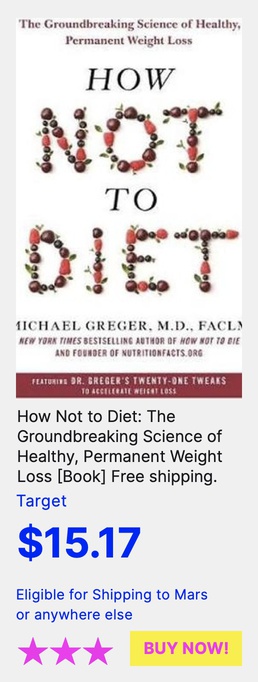 The Groundbreaking Science of Healthy,
Permanent Weight Loss
HOW
NOT
TO
DIET
MICHAEL GREGER, M.D., FACLM
NEW YORK TIMES BESTSELLING AUTHOR OF HOW NOT TO DIE
AND FOUNDER OF NUTRITIONFACTS.ORG
FEATURING DR. GREGER'S TWENTY-ONE TWEAKS
TO ACCELERATE WEIGHT LOSS
How Not to Diet: The
Groundbreaking Science of
Healthy, Permanent Weight
Loss [Book] Free shipping.
Target
$15.17
Eligible for Shipping to Mars
or anywhere else
BUY NOW!